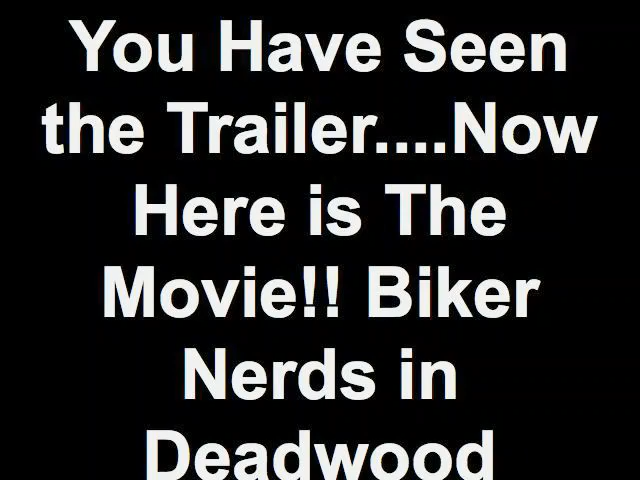 You Have Seen
the Trailer....Now
Here is The
Movie!! Biker
Nerds in
Deadwood